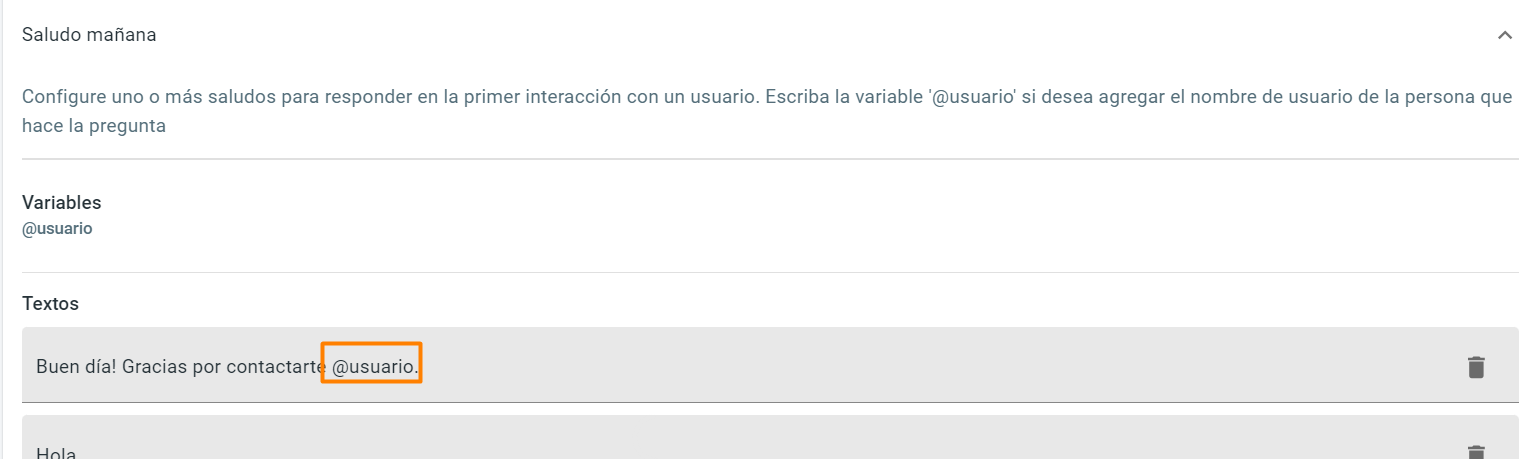 Saludo mañana
Configure uno o más saludos para responder en la primer interacción con un usuario. Escriba la variable '@usuario' si desea agregar el nombre de usuario de la persona que
hace la pregunta
Variables
@usuario
Textos
Buen día! Gracias por contactarte @usuario.
Hola